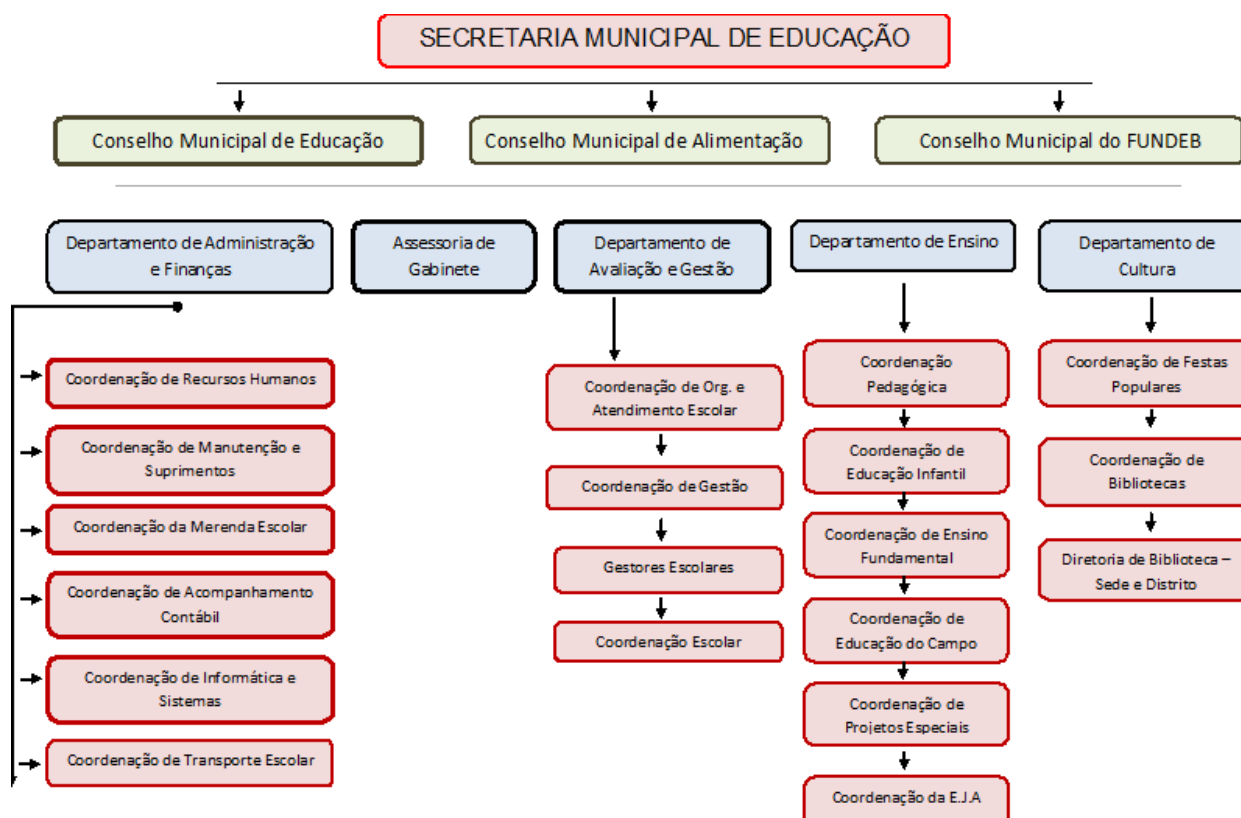 SECRETARIA MUNICIPAL DE EDUCAÇÃO
Conselho Municipal de Educação
Conselho Municipal de Alimentação
Conselho Municipal do FUNDEB
Departamento de Administração
e Finanças
Assessoria de
Gabinete
Departamento de
Avaliação e Gestão
Departamento de Ensino
Departamento de
Cultura
Coordenação de Recursos Humanos
Coordenação de Manutenção e
Suprimentos
Coordenação da Merenda Escolar
Coordenação de Acompanhamento
Contábil
Coordenação de Informática e
Sistemas
Coordenação de Transporte Escolar
Coordenação de Org. e
Atendimento Escolar
Coordenação de Gestão
Gestores Escolares
Coordenação Escolar
Coordenação
Pedagógica
Coordenação de
Educação Infantil
Coordenação de Ensino
Fundamental
Coordenação de
Educação do Campo
Coordenação de
Projetos Especiais
Coordenação da E.J.A
Coordenação de Festas
Populares
Coordenação de
Bibliotecas
Diretoria de Biblioteca –
Sede e Distrito